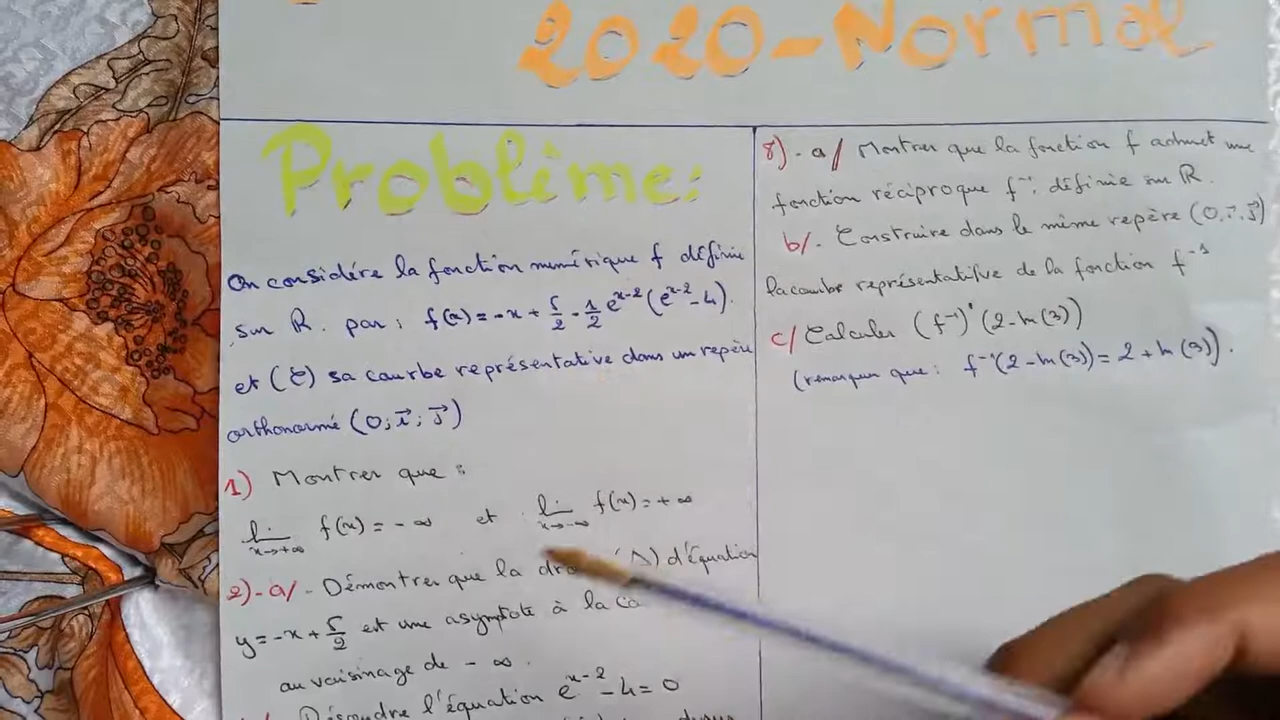 2020-Normal
Problème:
On considére la fonction numérique f définie
sur R. par: f(x) = -x + 5/2 - 1/2 e^{x-2} (e^{x-2} - 4).
et (C) sa courbe représentative dans un repère
orthonormé (O; i⃗; j⃗)
1) Montrer que :
lim x→+∞ f(x) = -∞ et lim x→-∞ f(x) = +∞
2)-a/- Démontrer que la (Δ) d'équation
y = -x + 5/2 est une asymptote à la
au voisinage de -∞.
Résoudre l'équation e^{x-2} - 4 = 0
8)- a/ Montrer que la fonction f admet une
fonction réciproque f⁻¹ définie sur R.
b/- Construire dans le même repère (O, i⃗, j⃗)
la courbe représentative de la fonction f⁻¹
c/ Calculer (f⁻¹)'(2-ln(3))
(remarquer que: f⁻¹(2-ln(3)) = 2+ln(3)).